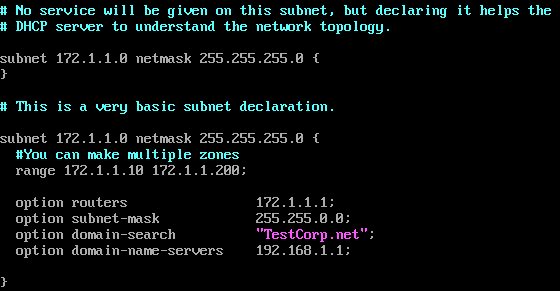 # No service will be given on this subnet, but declaring it helps the
# DHCP server to understand the network topology.
subnet 172.1.1.0 netmask 255.255.255.0 {
}
# This is a very basic subnet declaration.
subnet 172.1.1.0 netmask 255.255.255.0 {
#You can make multiple zones
range 172.1.1.10 172.1.1.200;
option routers 172.1.1.1;
option subnet-mask 255.255.0.0;
option domain-search "TestCorp.net";
option domain-name-servers 192.168.1.1;
}